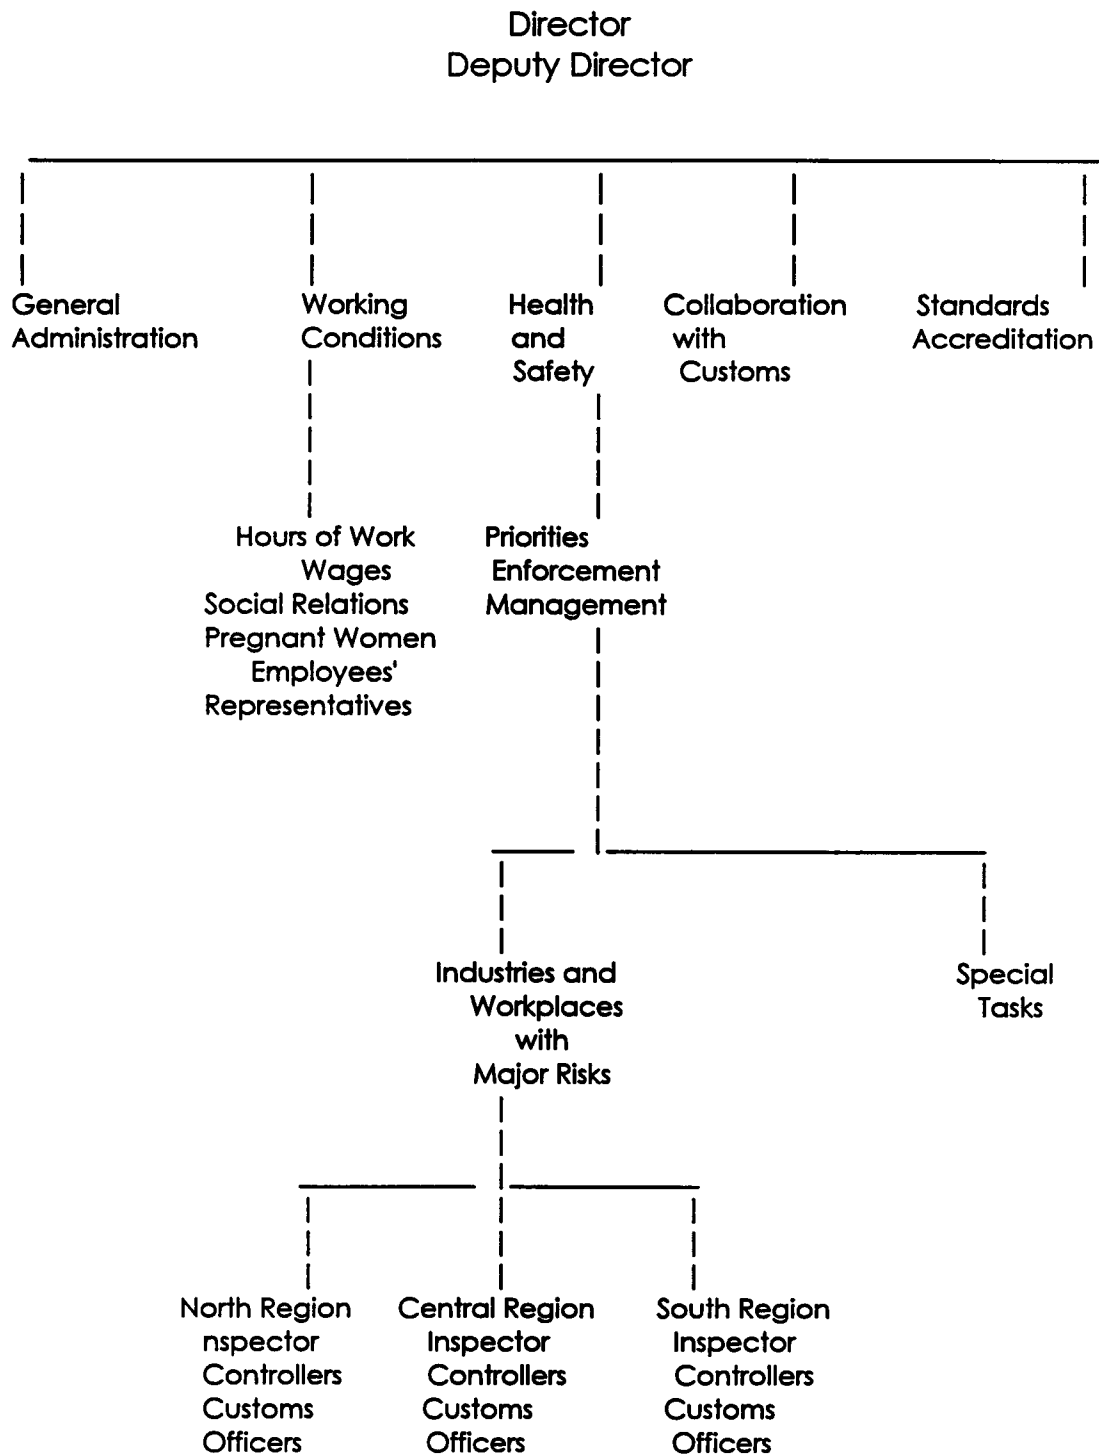 Director
Deputy Director
General
Administration
Working
Conditions
Health
and
Safety
Collaboration
with
Customs
Standards
Accreditation
Hours of Work
Wages
Social Relations
Pregnant Women
Employees'
Representatives
Priorities
Enforcement
Management
Industries and
Workplaces
with
Major Risks
Special
Tasks
North Region
nspector
Controllers
Customs
Officers
Central Region
Inspector
Controllers
Customs
Officers
South Region
Inspector
Controllers
Customs
Officers